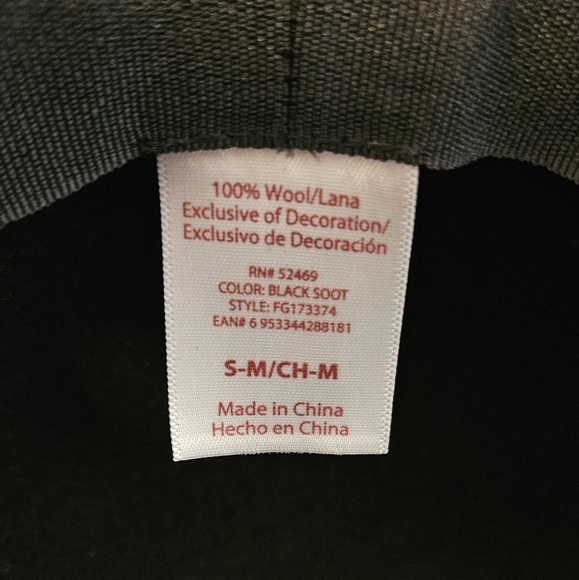 100% Wool/Lana
Exclusive of Decoration/
Exclusivo de Decoración
RN# 52469
COLOR: BLACK SOOT
STYLE: FG173374
EAN# 6 953344288181
S-M/CH-M
Made in China
Hecho en China